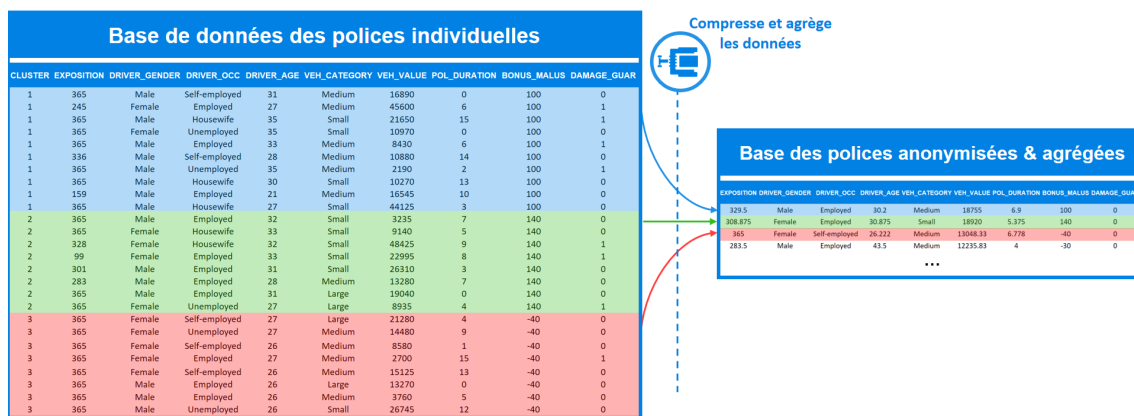 Base de données des polices individuelles
CLUSTER EXPOSITION DRIVER_GENDER DRIVER_OCC DRIVER_AGE VEH_CATEGORY VEH_VALUE POL_DURATION BONUS_MALUS DAMAGE_GUAR
1 365 Male Self-employed 31 Medium 16890 0 100 0
1 245 Female Employed 27 Medium 45600 6 100 1
1 365 Male Housewife 35 Small 21650 15 100 1
1 365 Female Unemployed 35 Small 10970 0 100 0
1 365 Male Employed 33 Medium 8430 6 100 1
1 336 Male Self-employed 28 Medium 10880 14 100 0
1 365 Male Unemployed 35 Medium 2190 2 100 1
1 365 Male Housewife 30 Small 10270 13 100 0
1 159 Male Employed 21 Medium 16545 10 100 0
1 365 Male Housewife 27 Small 44125 3 100 0
2 365 Male Employed 32 Small 3235 7 140 0
2 365 Female Housewife 33 Small 9140 5 140 0
2 328 Female Housewife 32 Small 48425 9 140 1
2 99 Female Employed 33 Small 22995 8 140 1
2 301 Male Employed 31 Small 26310 3 140 0
2 283 Male Employed 28 Medium 13280 7 140 0
2 365 Male Employed 31 Large 19040 0 140 0
2 365 Female Unemployed 27 Large 8935 4 140 1
3 365 Female Self-employed 27 Large 21280 4 -40 0
3 365 Female Unemployed 27 Medium 14480 9 -40 0
3 365 Female Self-employed 26 Medium 8580 1 -40 0
3 365 Female Employed 27 Medium 2700 15 -40 1
3 365 Female Self-employed 26 Medium 15125 13 -40 0
3 365 Male Employed 26 Large 13270 0 -40 0
3 365 Male Employed 26 Medium 3760 5 -40 0
3 365 Male Unemployed 26 Small 26745 12 -40 0
Compresse et agrège
les données
Base des polices anonymisées & agrégées
EXPOSITION DRIVER_GENDER DRIVER_OCC DRIVER_AGE VEH_CATEGORY VEH_VALUE POL_DURATION BONUS_MALUS DAMAGE_GUA
329.5 Male Employed 30.2 Medium 18755 6.9 100 0
308.875 Female Employed 30.875 Small 18920 5.375 140 0
365 Female Self-employed 26.222 Medium 13048.33 6.778 -40 0
283.5 Male Employed 43.5 Medium 12235.83 4 -30 0
...